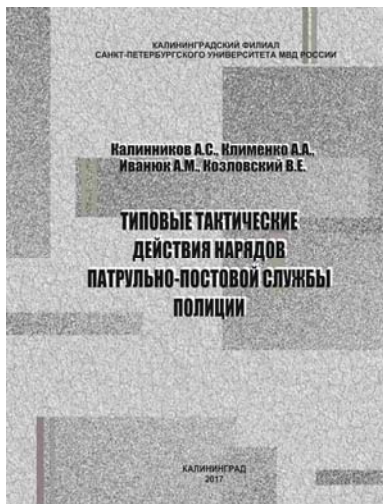 КАЛИНИНГРАДСКИЙ ФИЛИАЛ
САНКТ-ПЕТЕРБУРГСКОГО УНИВЕРСИТЕТА МВД РОССИИ
Калинников А.С., Клименко А.А.,
Иванюк А.М., Козловский В.Е.
ТИПОВЫЕ ТАКТИЧЕСКИЕ
ДЕЙСТВИЯ НАРЯДОВ
ПАТРУЛЬНО-ПОСТОВОЙ СЛУЖБЫ
ПОЛИЦИИ
КАЛИНИНГРАД
2017